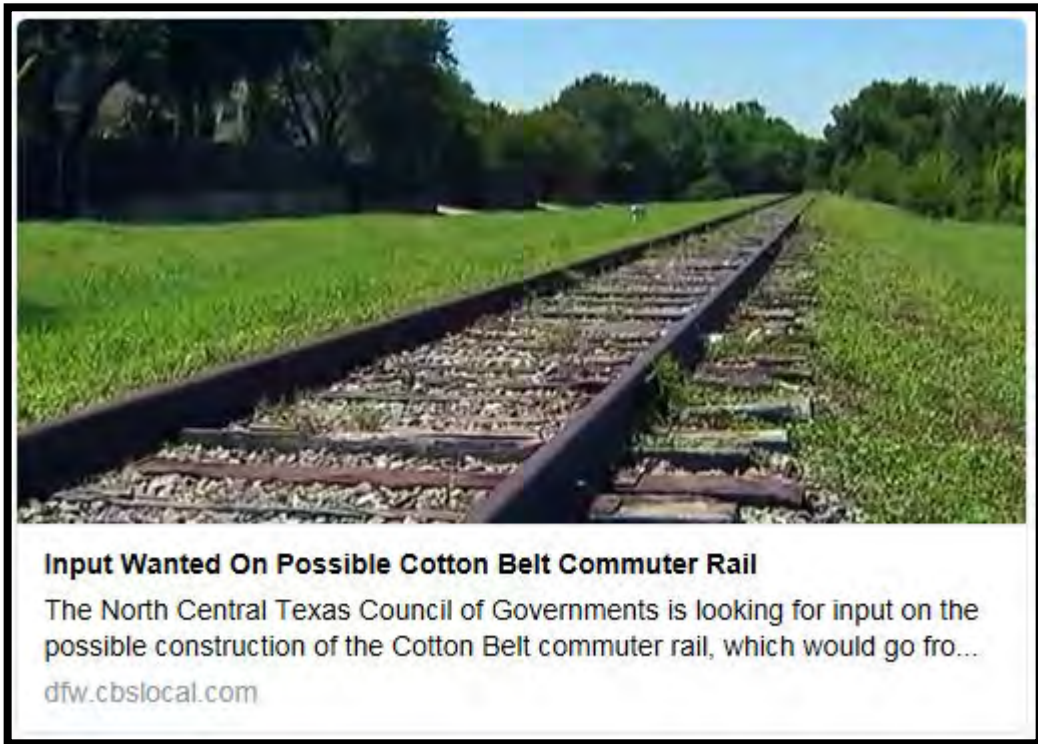 Input Wanted On Possible Cotton Belt Commuter Rail
The North Central Texas Council of Governments is looking for input on the
possible construction of the Cotton Belt commuter rail, which would go fro...
dfw.cbslocal.com